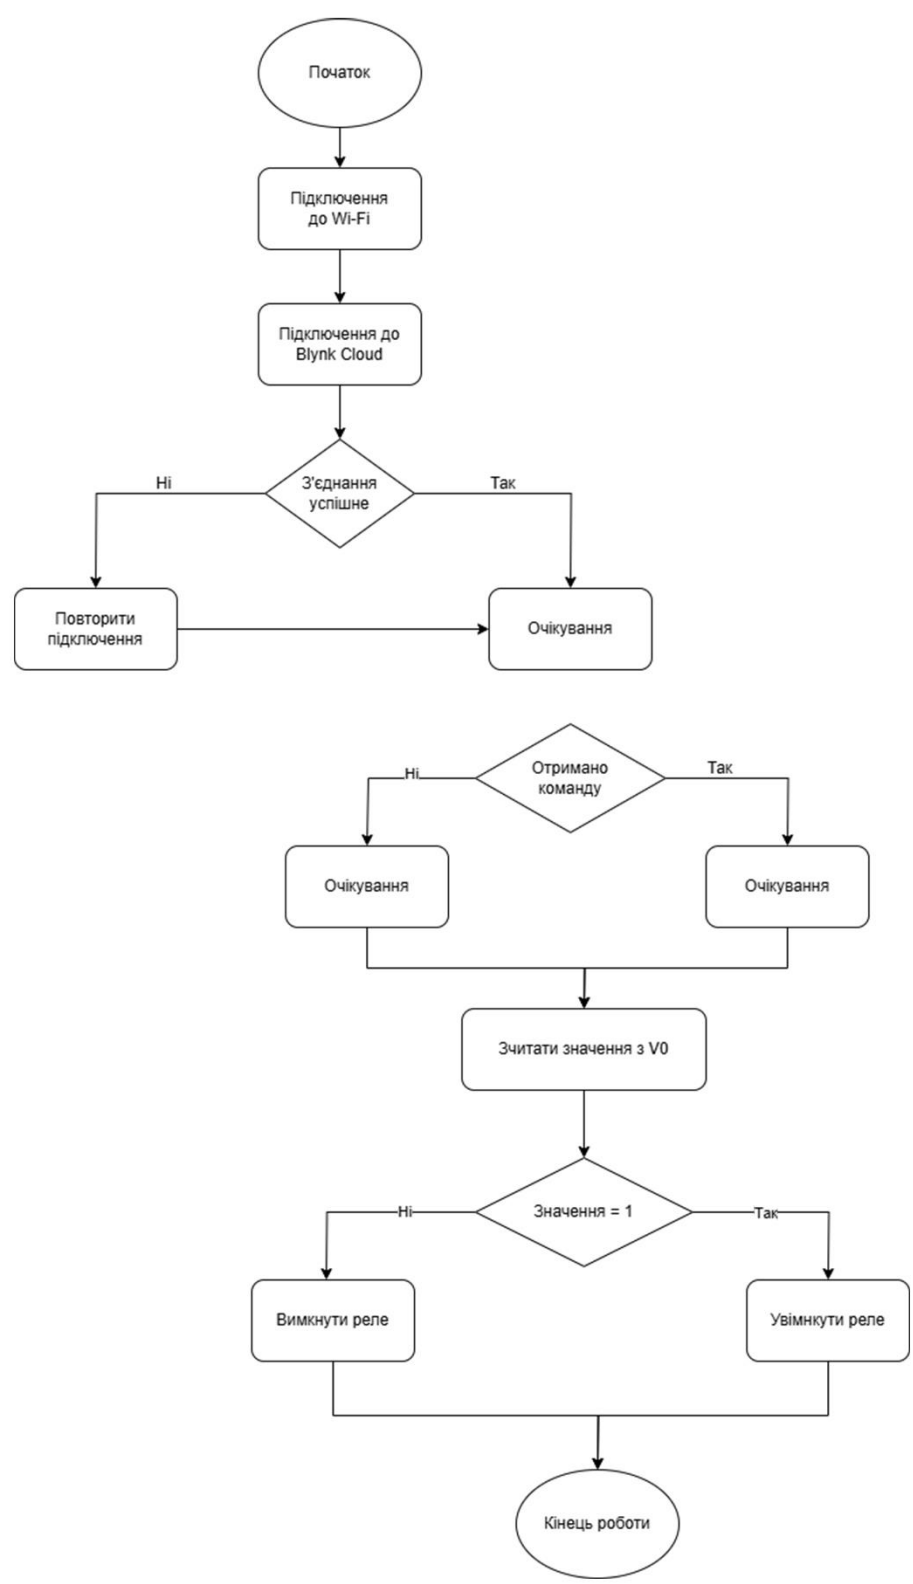 Початок
Підключення
до Wi-Fi
Підключення до
Blynk Cloud
З'єднання
успішне
Ні
Так
Повторити
підключення
Очікування
Отримано
команду
Ні
Так
Очікування
Очікування
Зчитати значення з V0
Значення = 1
Ні
Так
Вимкнути реле
Увімнкути реле
Кінець роботи